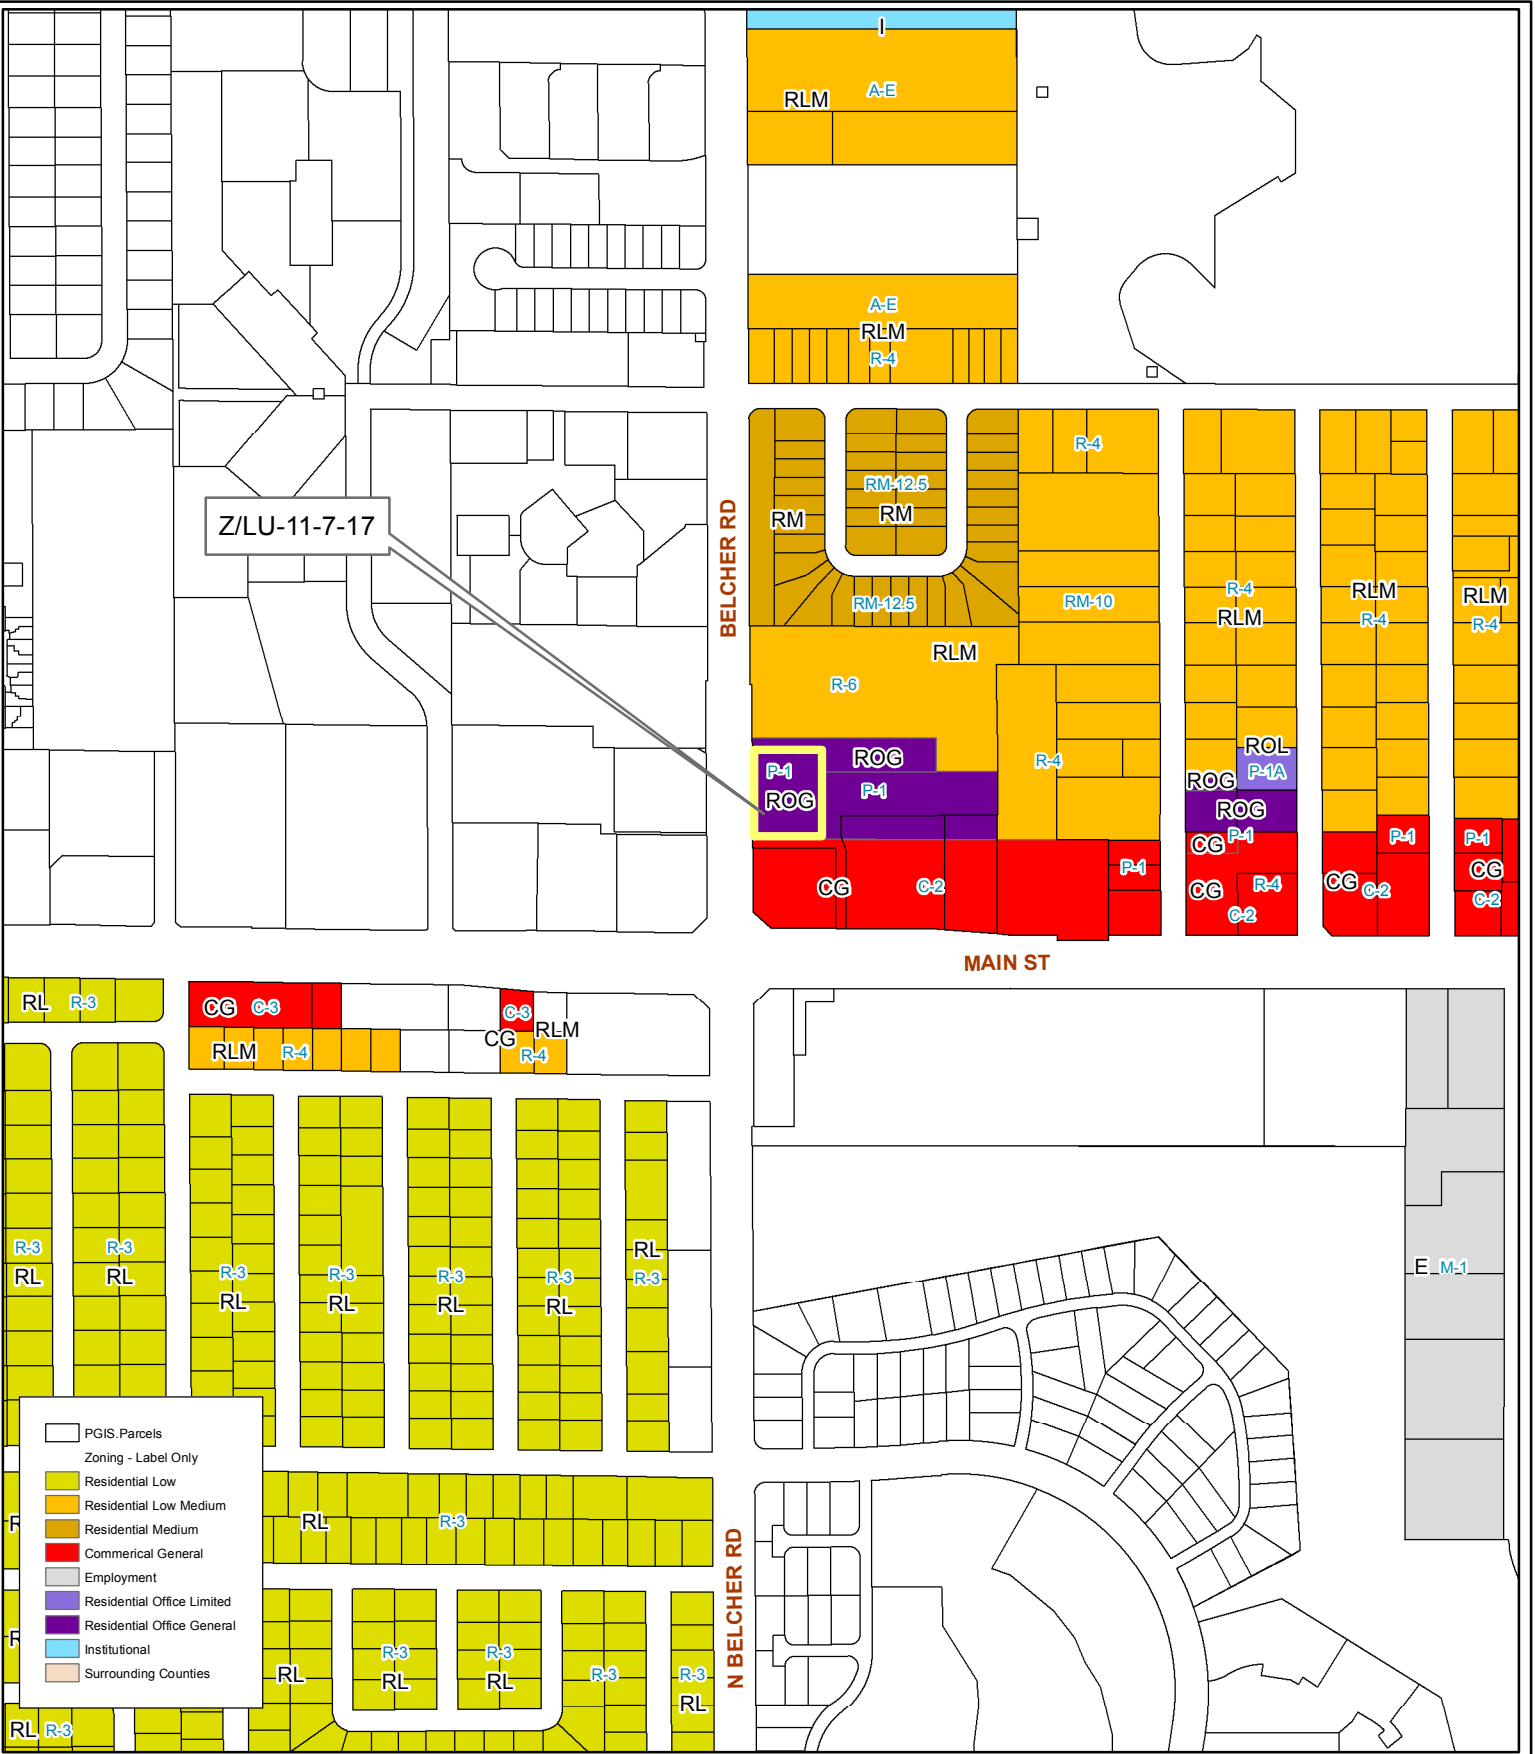 I
A-E
RLM
A-E
RLM
R-4
R-4
RM-12.5
RM
RM
Z/LU-11-7-17
BELCHER RD
RM-12.5
RM-10
R-4
RLM
RLM
R-4
RLM
R-4
RLM
R-6
ROG
P-1
ROG
P-1
R-4
ROL
P-1A
ROG
ROG
P-1
CG
P-1
P-1
CG
C-2
P-1
CG
R-4
C-2
CG
C-2
CG
C-2
MAIN ST
RL R-3
CG C-3
C-3
RLM
CG
R-4
RLM R-4
R-3
RL
R-3
RL
R-3
RL
R-3
RL
R-3
RL
R-3
RL
RL
R-3
E M-1
PGIS.Parcels
Zoning - Label Only
Residential Low
Residential Low Medium
Residential Medium
Commerical General
Employment
Residential Office Limited
Residential Office General
Institutional
Surrounding Counties
RL
R-3
N BELCHER RD
RL
R-3
RL
R-3
RL
R-3
R-3
RL
RL R-3